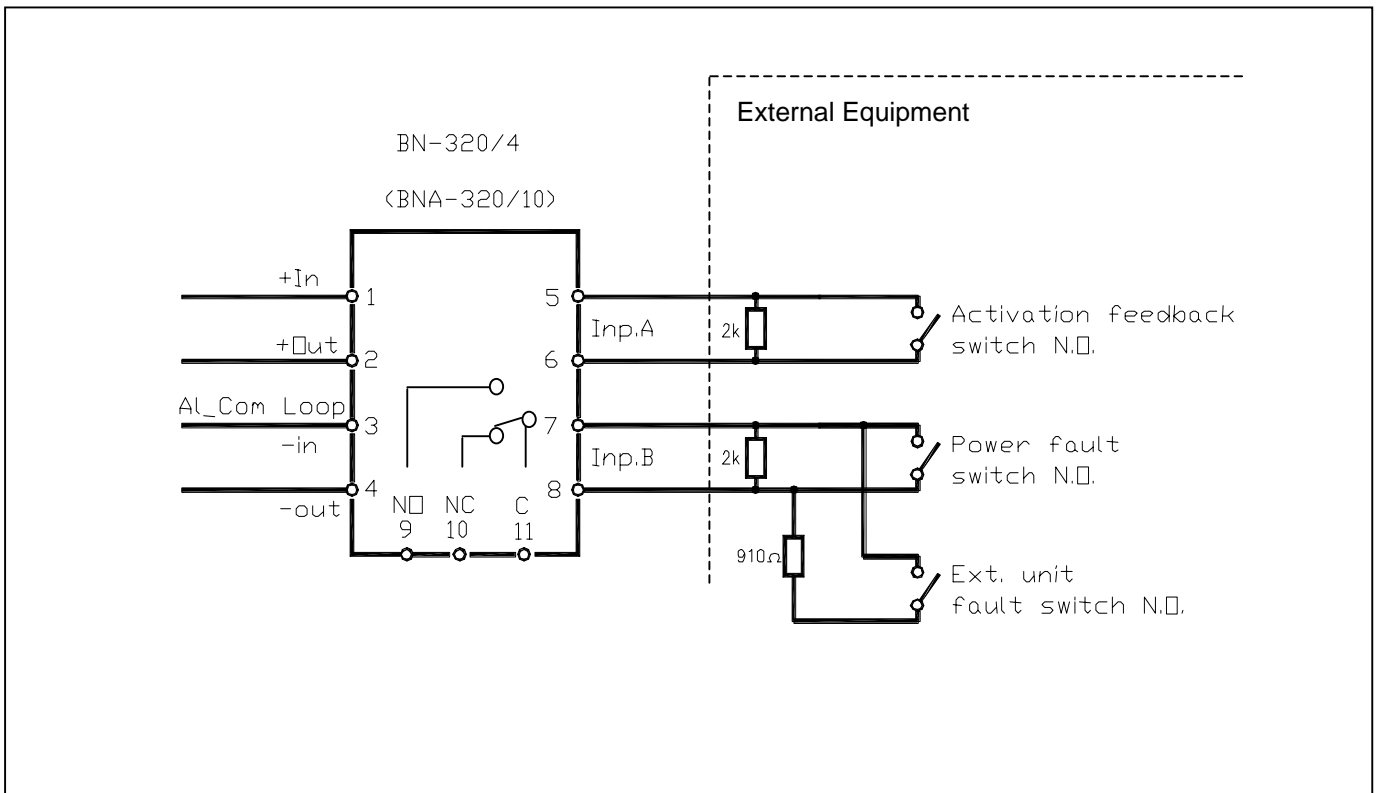 External Equipment
BN-320/4
(BNA-320/10)
+In
1
5
Inp.A
2k
Activation feedback
switch N.O.
+Out
2
6
Al_Com Loop
3
-in
7
Inp.B
2k
Power fault
switch N.O.
4
-out
8
NO NC C
9 10 11
910Ω
Ext. unit
fault switch N.O.